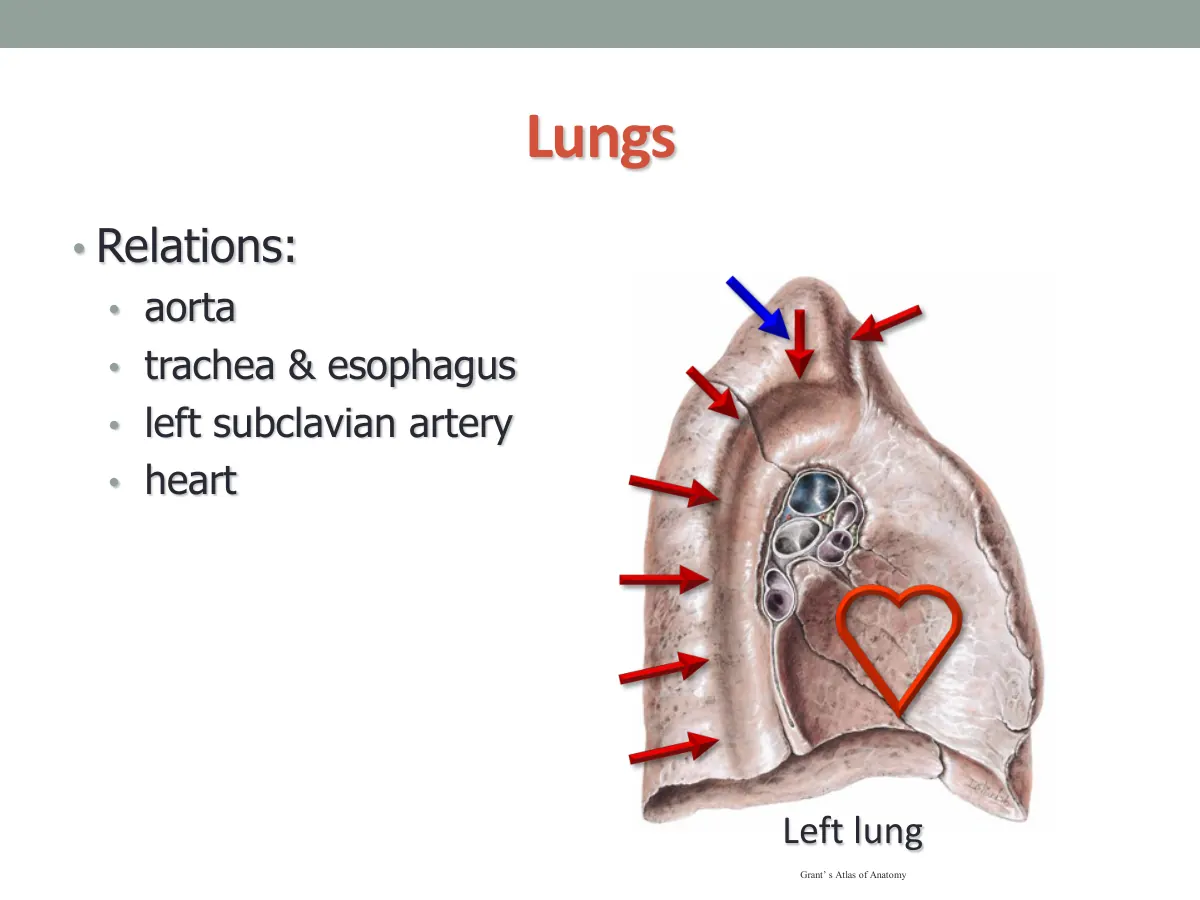 Lungs
• Relations:
• aorta
• trachea & esophagus
• left subclavian artery
• heart
Left lung
Grant’ s Atlas of Anatomy